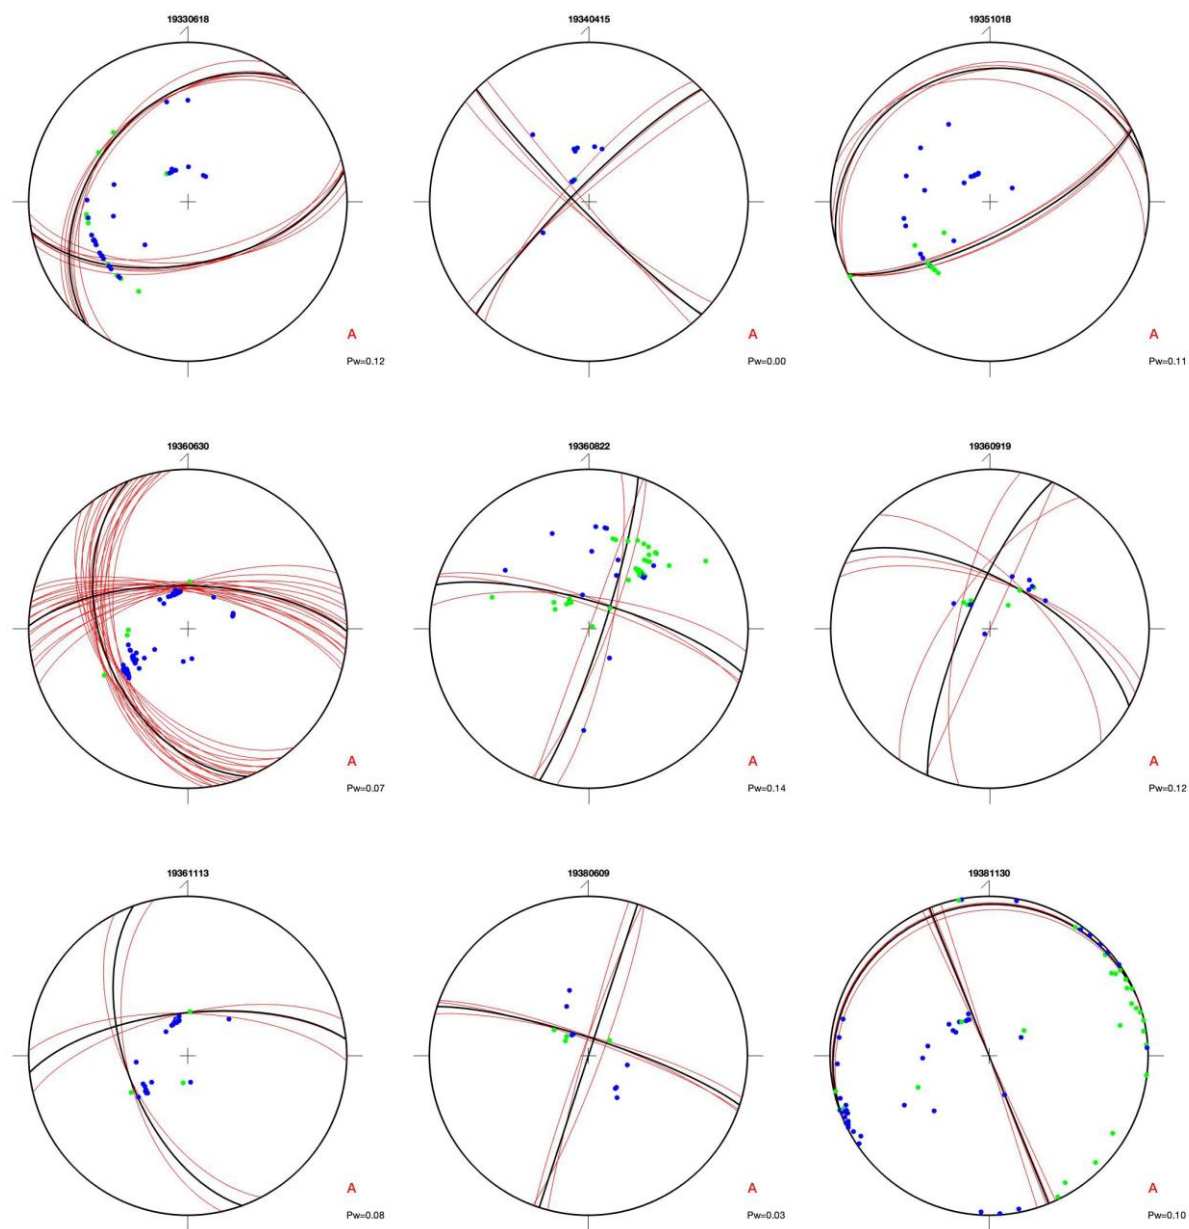 19330618
19340415
19351018
A
A
A
Pw=0.12
Pw=0.00
Pw=0.11
19360630
19360822
19360919
A
A
A
Pw=0.07
Pw=0.14
Pw=0.12
19361113
19380609
19381130
A
A
A
Pw=0.08
Pw=0.03
Pw=0.10